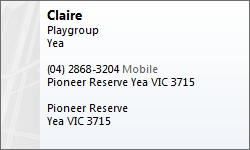 Claire
Playgroup
Yea
(04) 2868-3204 Mobile
Pioneer Reserve Yea VIC 3715
Pioneer Reserve
Yea VIC 3715